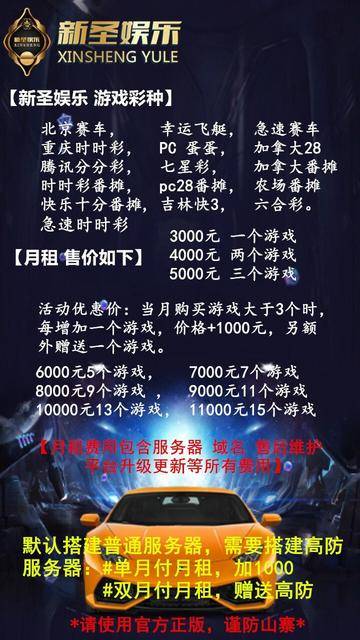 新圣娱乐
XINSHENG YULE
新圣娱乐
XINSHENG
【新圣娱乐 游戏彩种】
北京赛车， 幸运飞艇， 急速赛车
重庆时时彩， PC 蛋蛋， 加拿大28
腾讯分分彩， 七星彩， 加拿大番摊
时时彩番摊， pc28番摊， 农场番摊
快乐十分番摊， 吉林快3， 六合彩。
急速时时彩
3000元 一个游戏
【月租 售价如下】
4000元 两个游戏
5000元 三个游戏
活动优惠价：当月购买游戏大于3个时，
每增加一个游戏，价格+1000元，另额
外赠送一个游戏。
6000元5个游戏， 7000元7个游戏
8000元9个游戏 ， 9000元11个游戏
10000元13个游戏， 11000元15个游戏
【月租费用包含服务器 域名 售后维护
平台升级更新等所有费用】
默认搭建普通服务器，需要搭建高防
服务器：#单月付月租，加1000
#双月付月租，赠送高防
*请使用官方正版，谨防山寨*